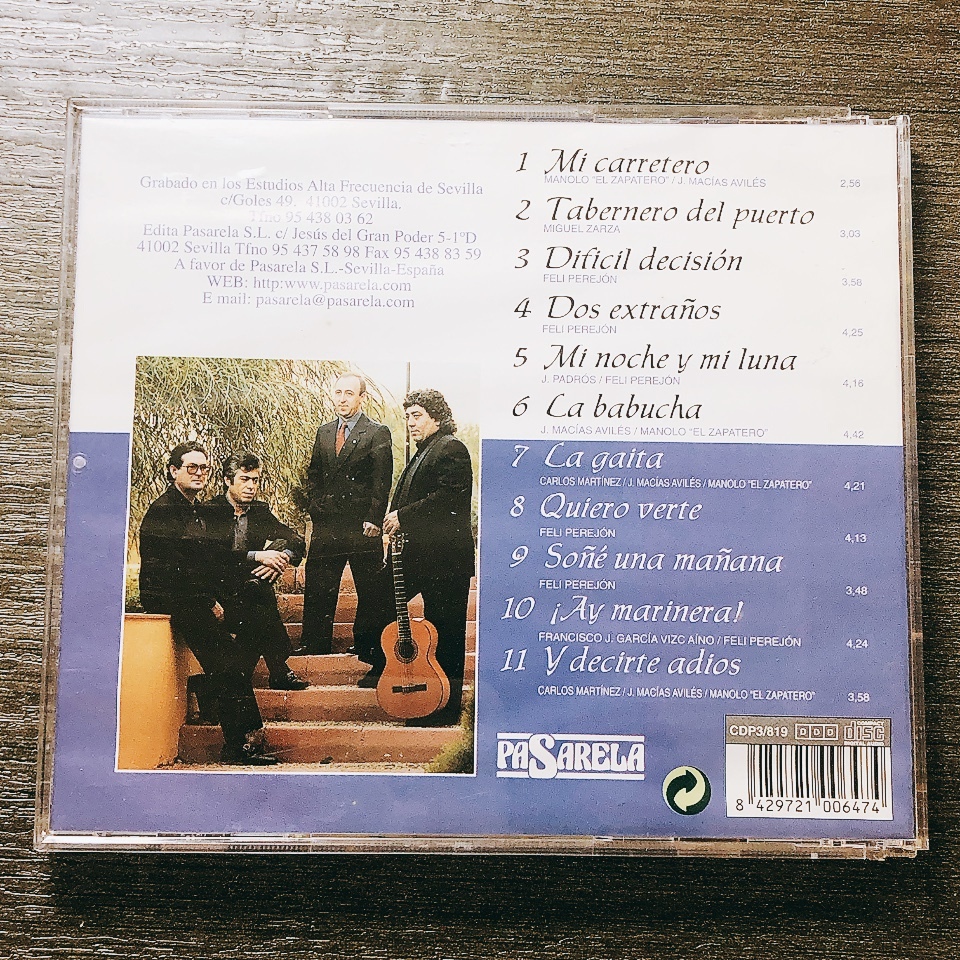 Grabado en los Estudios Alta Frecuencia de Sevilla
c/Goles 49, 41002 Sevilla.
Tfno 95 438 03 62
Edita Pasarela S.L. c/ Jesús del Gran Poder 5-1ºD
41002 Sevilla Tfno 95 437 58 98 Fax 95 438 83 59
A favor de Pasarela S.L.-Sevilla-España
WEB: http:www.pasarela.com
E mail: pasarela@pasarela.com
1 Mi carretero
MANOLO "EL ZAPATERO" / J. MACÍAS AVILÉS 2,56
2 Tabernero del puerto
MIGUEL ZARZA 3,03
3 Dificil decisión
FELI PEREJÓN 3,58
4 Dos extraños
FELI PEREJÓN 4,25
5 Mi noche y mi luna
J. PADRÓS / FELI PEREJÓN 4,16
6 La babucha
J. MACÍAS AVILÉS / MANOLO "EL ZAPATERO" 4,42
7 La gaita
CARLOS MARTÍNEZ / J. MACÍAS AVILÉS / MANOLO "EL ZAPATERO" 4,21
8 Quiero verte
FELI PEREJÓN 4,13
9 Soñé una mañana
FELI PEREJÓN 3,48
10 ¡Ay marinera!
FRANCISCO J. GARCÍA VIZC AÍNO / FELI PEREJÓN 4,24
11 Y decirte adios
CARLOS MARTÍNEZ / J. MACÍAS AVILÉS / MANOLO "EL ZAPATERO" 3,58
PASARELA
CDP3/819 DDD COMPACT disc
8 429721 006474